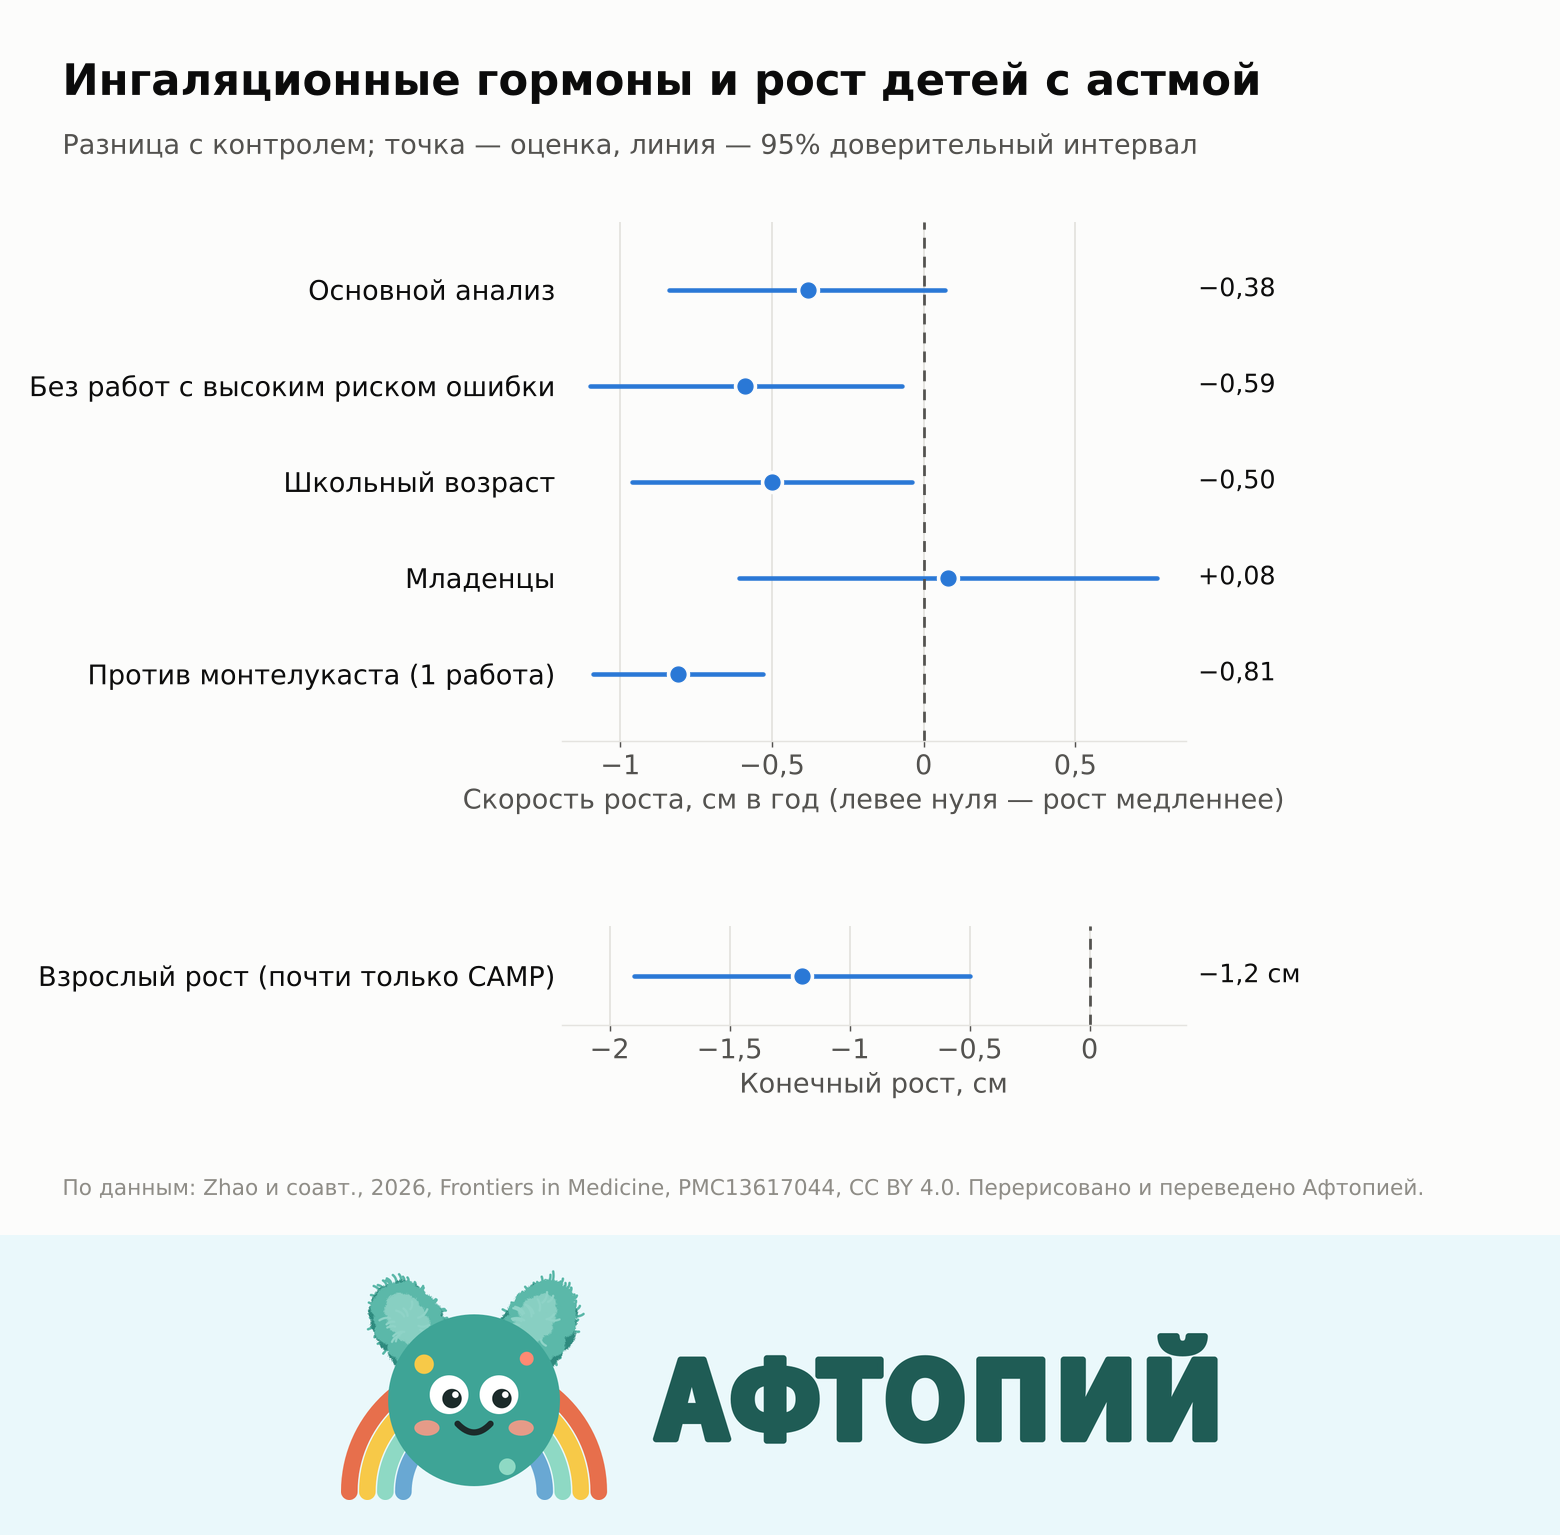 Ингаляционные гормоны и рост детей с астмой
Разница с контролем; точка — оценка, линия — 95% доверительный интервал
Основной анализ −0,38
Без работ с высоким риском ошибки −0,59
Школьный возраст −0,50
Младенцы +0,08
Против монтелукаста (1 работа) −0,81
−1 −0,5 0 0,5
Скорость роста, см в год (левее нуля — рост медленнее)
Взрослый рост (почти только CAMP) −1,2 см
−2 −1,5 −1 −0,5 0
Конечный рост, см
По данным: Zhao и соавт., 2026, Frontiers in Medicine, PMC13617044, CC BY 4.0. Перерисовано и переведено Афтопией.
АФТОПИЙ